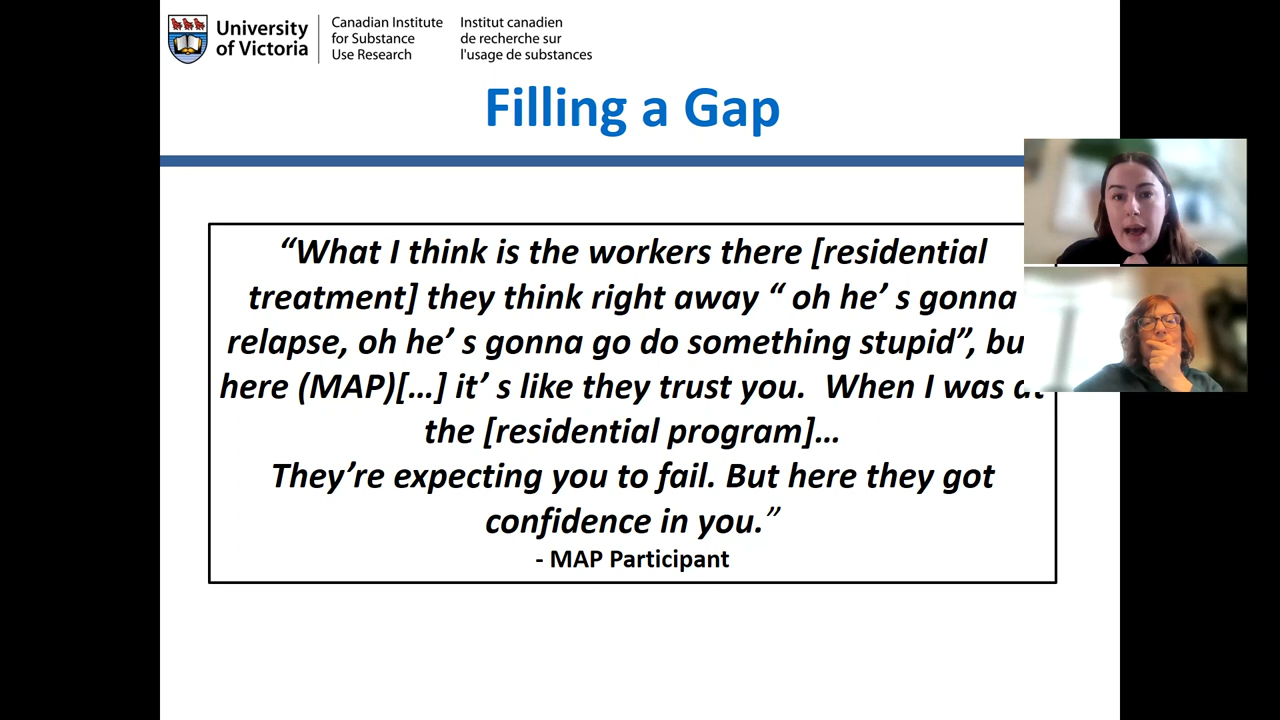 University
of Victoria
Canadian Institute
for Substance
Use Research
Institut canadien
de recherche sur
l'usage de substances
Filling a Gap
“What I think is the workers there [residential
treatment] they think right away “ oh he’ s gonna
relapse, oh he’ s gonna go do something stupid”, bu
here (MAP)[…] it’ s like they trust you.  When I was
the [residential program]…
They’re expecting you to fail. But here they got
confidence in you.”
- MAP Participant